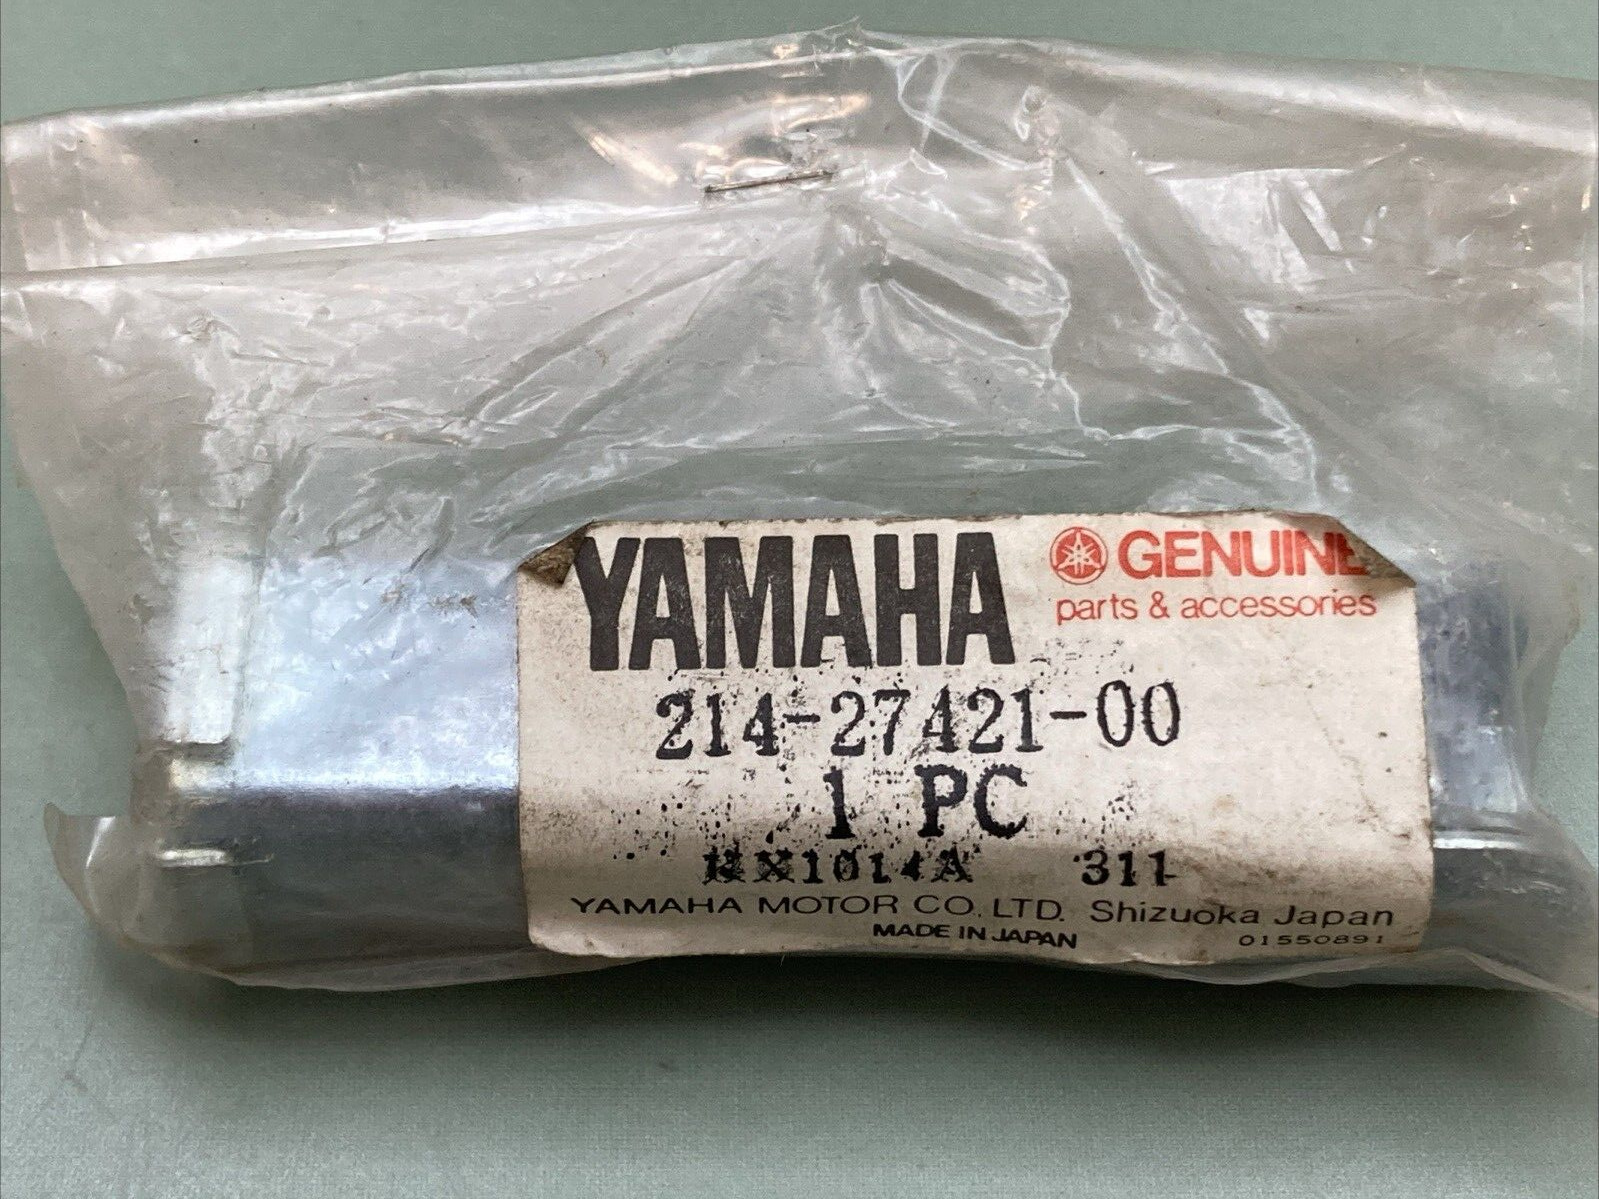 YAMAHA
GENUINE
parts & accessories
214-27421-00
1 PC
311
YAMAHA MOTOR CO., LTD. Shizuoka Japan
MADE IN JAPAN
01550891